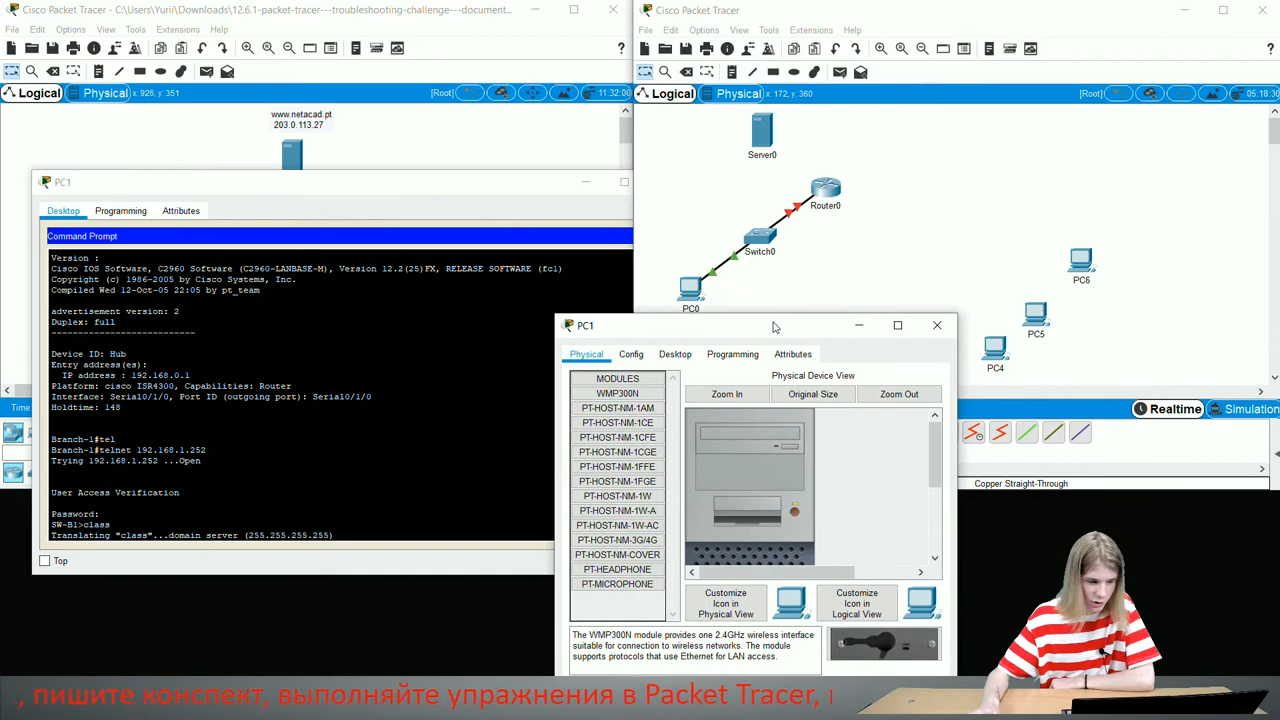 Cisco Packet Tracer - C:\Users\Yurii\Downloads\12.6.1-packet-tracer---troubleshooting-challenge---document...
File Edit Options View Tools Extensions Help
?
Logical Physical x: 926, y: 351 [Root] 11:32:00
www.netacad.pt
203.0.113.27
PC1
Desktop Programming Attributes
Command Prompt
Version :
Cisco IOS Software, C2960 Software (C2960-LANBASE-M), Version 12.2(25)FX, RELEASE SOFTWARE (fc1)
Copyright (c) 1986-2005 by Cisco Systems, Inc.
Compiled Wed 12-Oct-05 22:05 by pt_team
advertisement version: 2
Duplex: full
---------------------------
Device ID: Hub
Entry address(es):
IP address : 192.168.0.1
Platform: cisco ISR4300, Capabilities: Router
Interface: Serial0/1/0, Port ID (outgoing port): Serial0/1/0
Holdtime: 148
Branch-1#tel
Branch-1#telnet 192.168.1.252
Trying 192.168.1.252 ...Open
User Access Verification
Password:
SW-B1>class
Translating "class"...domain server (255.255.255.255)
Top
Time:
Cisco Packet Tracer
File Edit Options View Tools Extensions Help
?
Logical Physical x: 172, y: 360 [Root] 05:18:30
Server0
Router0
Switch0
PC0
PC6
PC5
PC4
Realtime Simulation
Copper Straight-Through
PC1
Physical Config Desktop Programming Attributes
MODULES
WMP300N
PT-HOST-NM-1AM
PT-HOST-NM-1CE
PT-HOST-NM-1CFE
PT-HOST-NM-1CGE
PT-HOST-NM-1FFE
PT-HOST-NM-1FGE
PT-HOST-NM-1W
PT-HOST-NM-1W-A
PT-HOST-NM-1W-AC
PT-HOST-NM-3G/4G
PT-HOST-NM-COVER
PT-HEADPHONE
PT-MICROPHONE
Physical Device View
Zoom In Original Size Zoom Out
Customize
Icon in
Physical View
Customize
Icon in
Logical View
The WMP300N module provides one 2.4GHz wireless interface
suitable for connection to wireless networks. The module
supports protocols that use Ethernet for LAN access.
, пишите конспект, выполняйте упражнения в Packet Tracer,